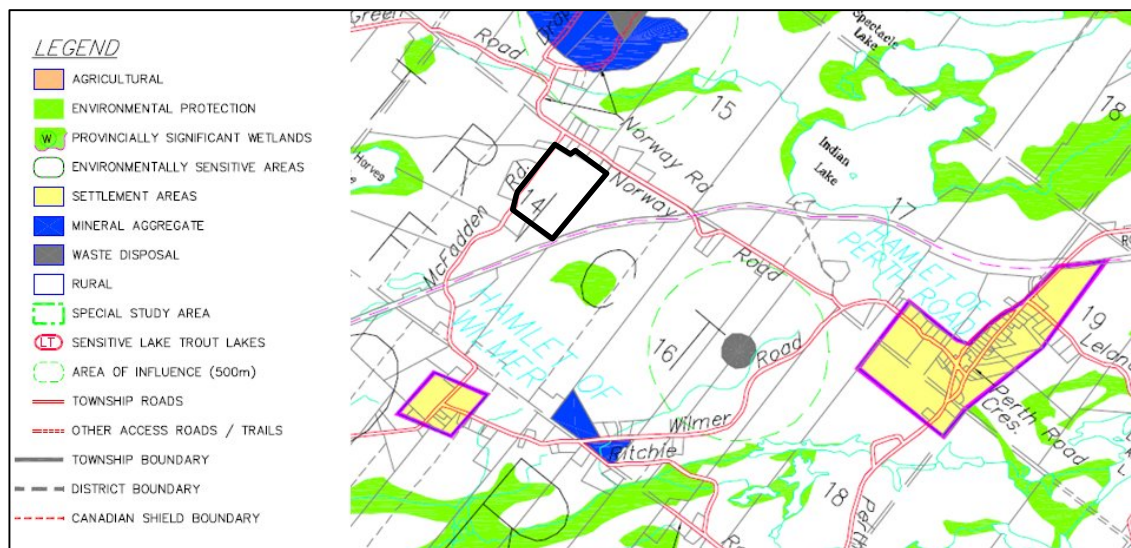 LEGEND
AGRICULTURAL
ENVIRONMENTAL PROTECTION
W PROVINCIALLY SIGNIFICANT WETLANDS
ENVIRONMENTALLY SENSITIVE AREAS
SETTLEMENT AREAS
MINERAL AGGREGATE
WASTE DISPOSAL
RURAL
SPECIAL STUDY AREA
LT SENSITIVE LAKE TROUT LAKES
AREA OF INFLUENCE (500m)
TOWNSHIP ROADS
OTHER ACCESS ROADS / TRAILS
TOWNSHIP BOUNDARY
DISTRICT BOUNDARY
CANADIAN SHIELD BOUNDARY
Green
Road
Spectacle
Lake
15
18
Norway Rd
Indian
Lake
Rd.
Norway
14
McFadden
17
Road
HAMLET OF
PERTH ROAD
HAMLET OF
WILMER
16
Road
19
Wilmer
Ritchie
Perth Road
Cres.
18